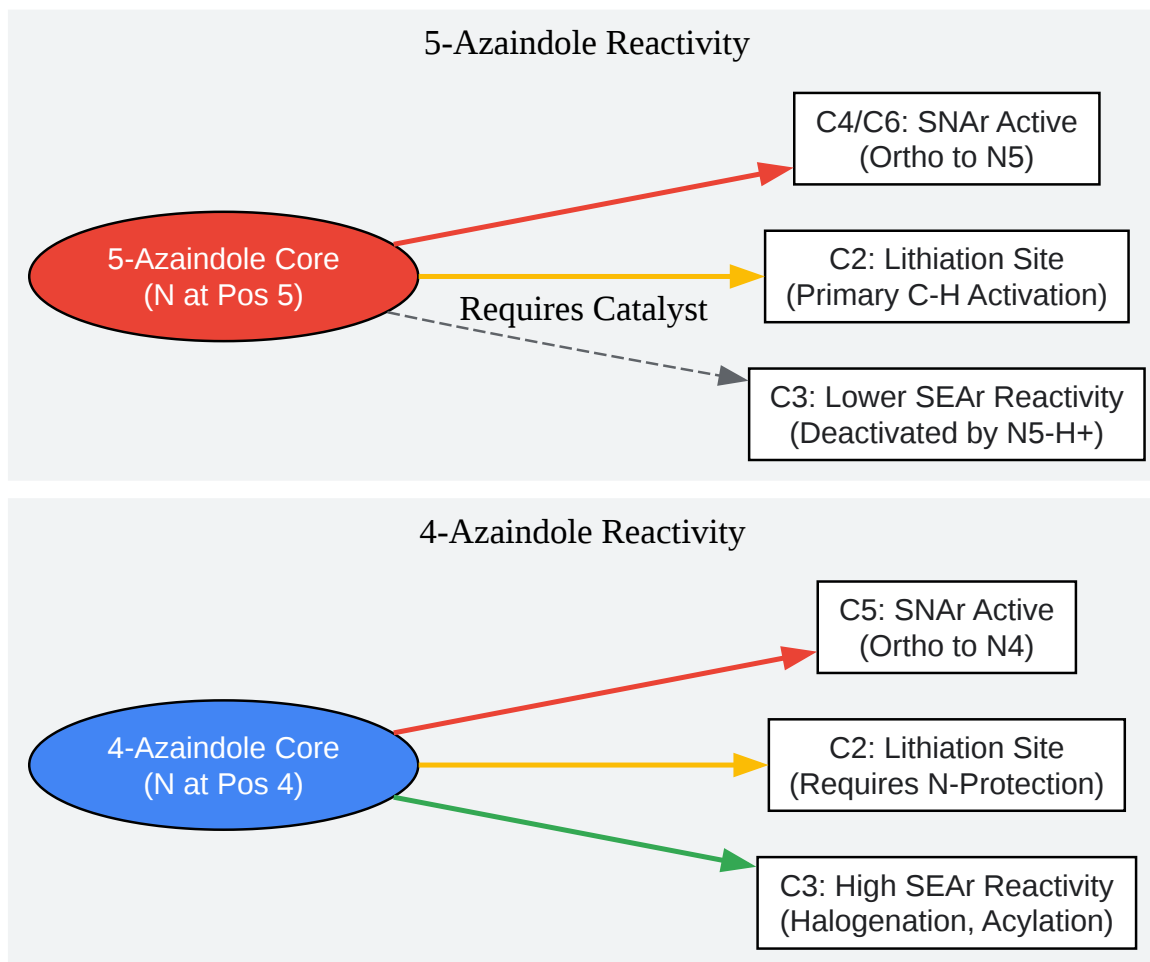 5-Azaindole Reactivity
C4/C6: SNAr Active
(Ortho to N5)
5-Azaindole Core
(N at Pos 5)
C2: Lithiation Site
(Primary C-H Activation)
Requires Catalyst
C3: Lower SEAr Reactivity
(Deactivated by N5-H+)
4-Azaindole Reactivity
C5: SNAr Active
(Ortho to N4)
4-Azaindole Core
(N at Pos 4)
C2: Lithiation Site
(Requires N-Protection)
C3: High SEAr Reactivity
(Halogenation, Acylation)